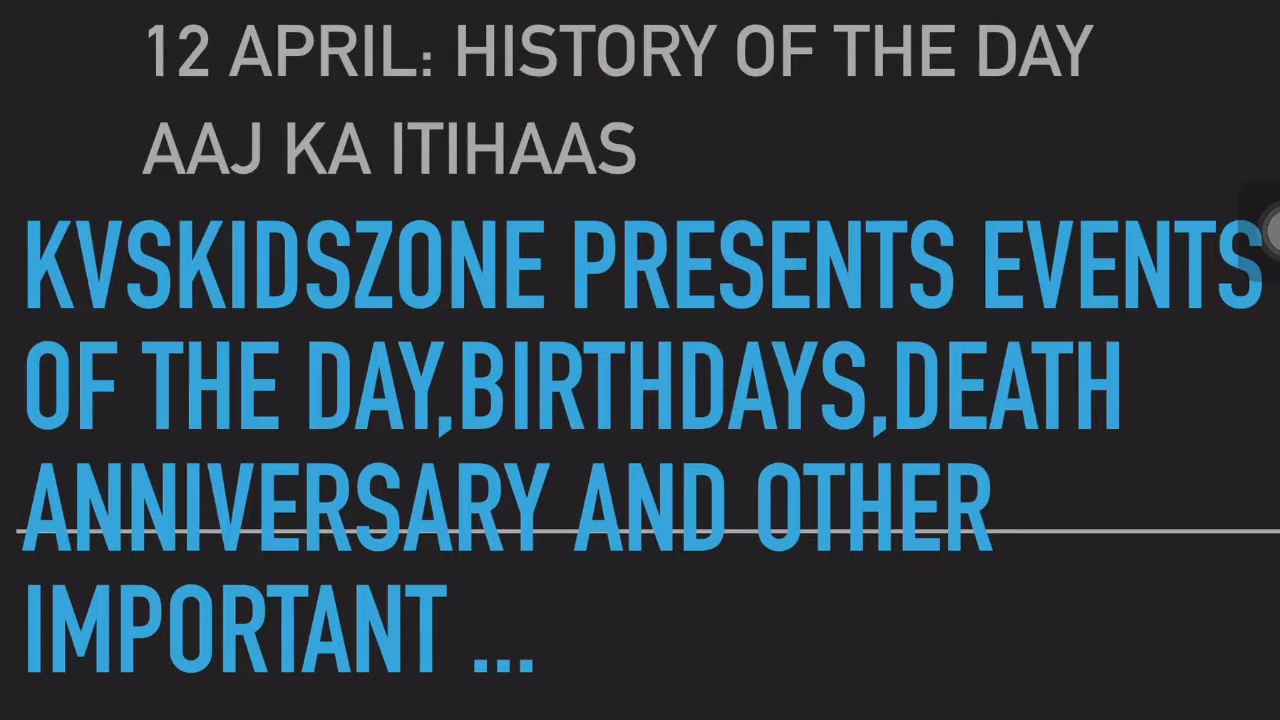 12 APRIL: HISTORY OF THE DAY
AAJ KA ITIHAAS
KVSKIDSZONE PRESENTS EVENTS
OF THE DAY,BIRTHDAYS,DEATH
ANNIVERSARY AND OTHER
IMPORTANT ...